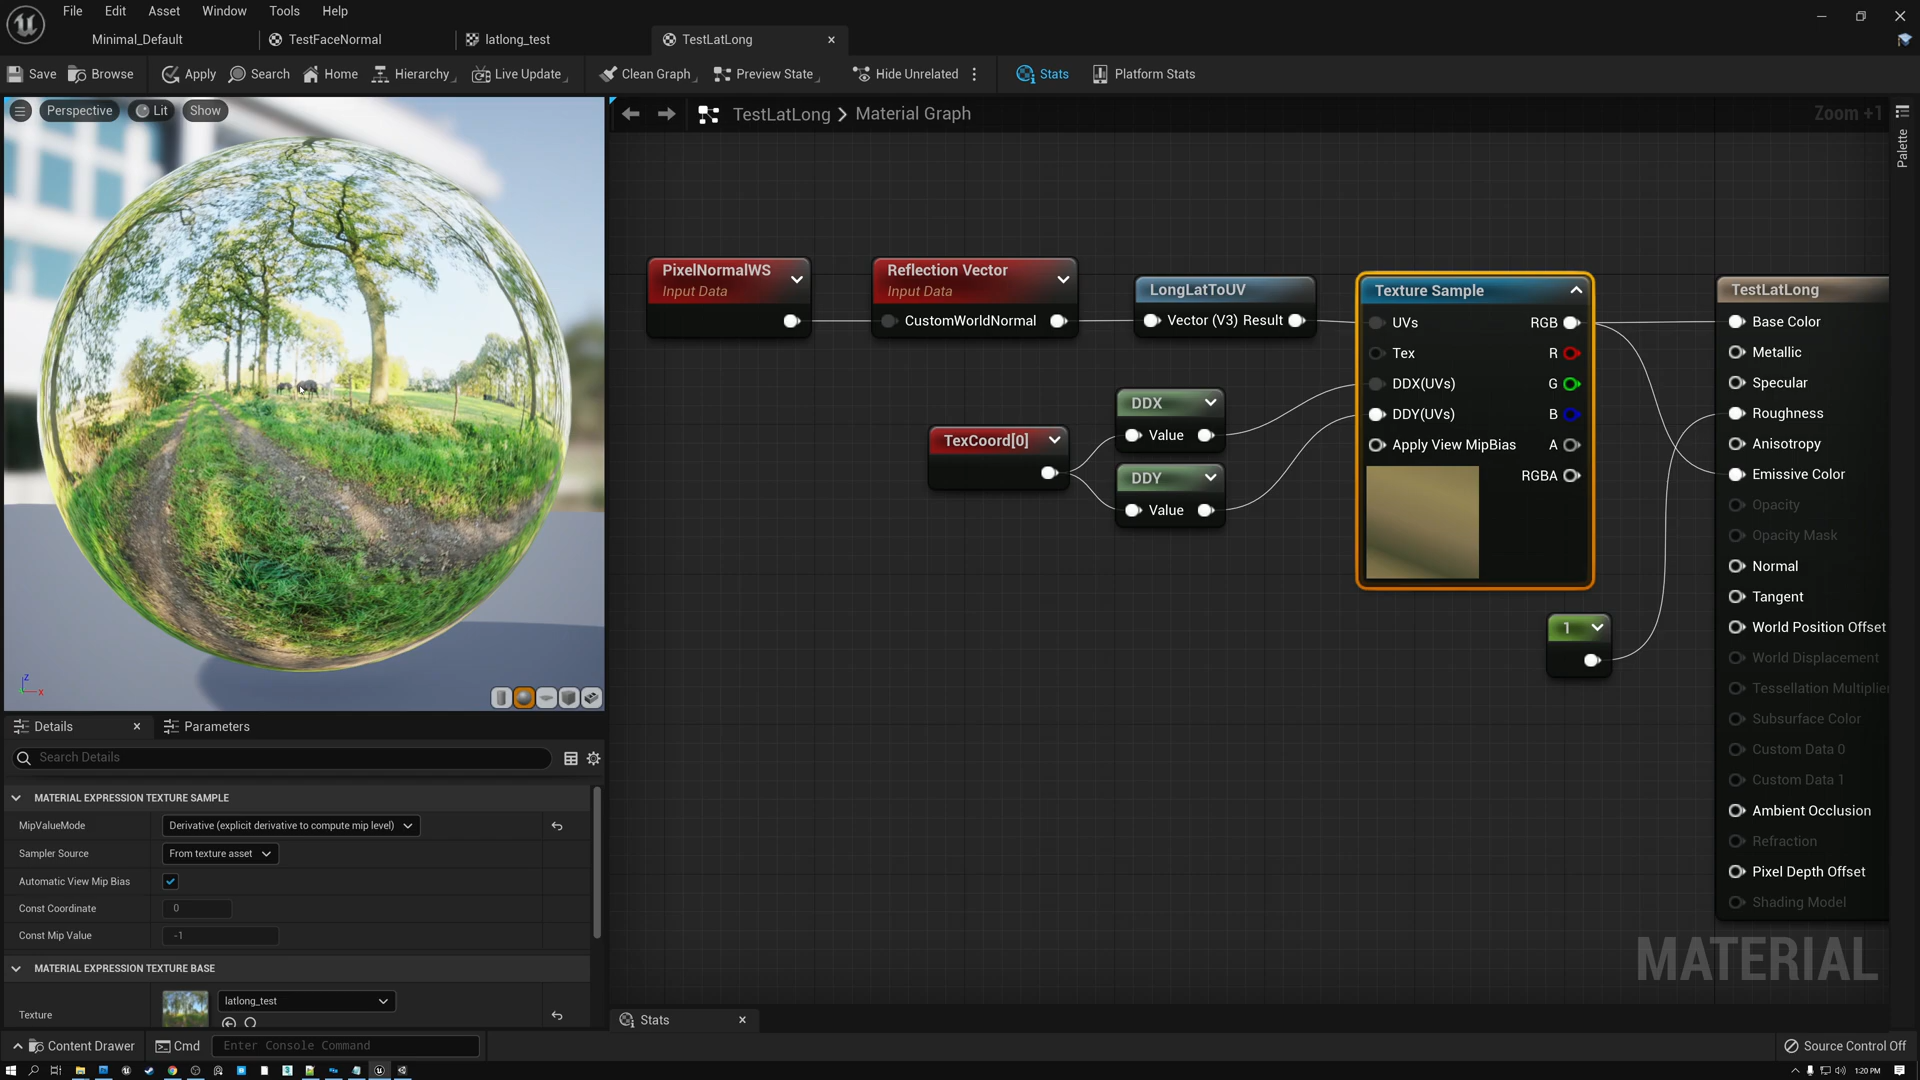 File Edit Asset Window Tools Help
Minimal_Default TestFaceNormal latlong_test TestLatLong
Save Browse Apply Search Home Hierarchy Live Update Clean Graph Preview State Hide Unrelated Stats Platform Stats
Perspective Lit Show
TestLatLong > Material Graph Zoom +1
Palette
PixelNormalWS
Input Data
Reflection Vector
Input Data
CustomWorldNormal
LongLatToUV
Vector (V3) Result
TexCoord[0]
DDX
Value
DDY
Value
Texture Sample
UVs RGB
Tex R
DDX(UVs) G
DDY(UVs) B
Apply View MipBias A
RGBA
1
TestLatLong
Base Color
Metallic
Specular
Roughness
Anisotropy
Emissive Color
Opacity
Opacity Mask
Normal
Tangent
World Position Offset
World Displacement
Tessellation Multiplier
Subsurface Color
Custom Data 0
Custom Data 1
Ambient Occlusion
Refraction
Pixel Depth Offset
Shading Model
MATERIAL
Z
X
Details Parameters
Search Details
MATERIAL EXPRESSION TEXTURE SAMPLE
MipValueMode Derivative (explicit derivative to compute mip level)
Sampler Source From texture asset
Automatic View Mip Bias
Const Coordinate 0
Const Mip Value -1
MATERIAL EXPRESSION TEXTURE BASE
Texture latlong_test
Stats
Content Drawer Cmd Enter Console Command Source Control Off
1:20 PM